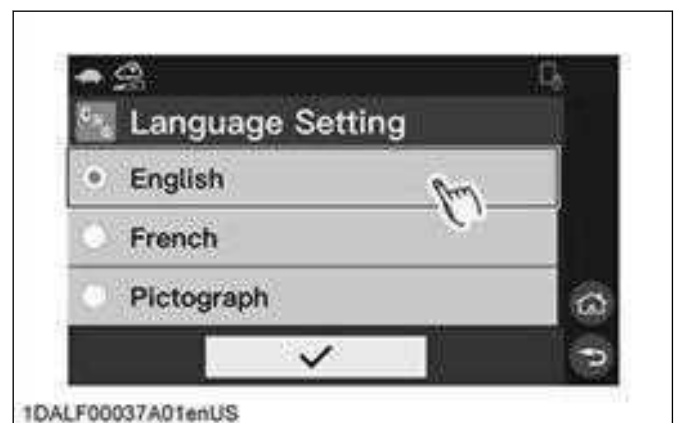 Language Setting
English
French
Pictograph
1DALF00037A01enUS